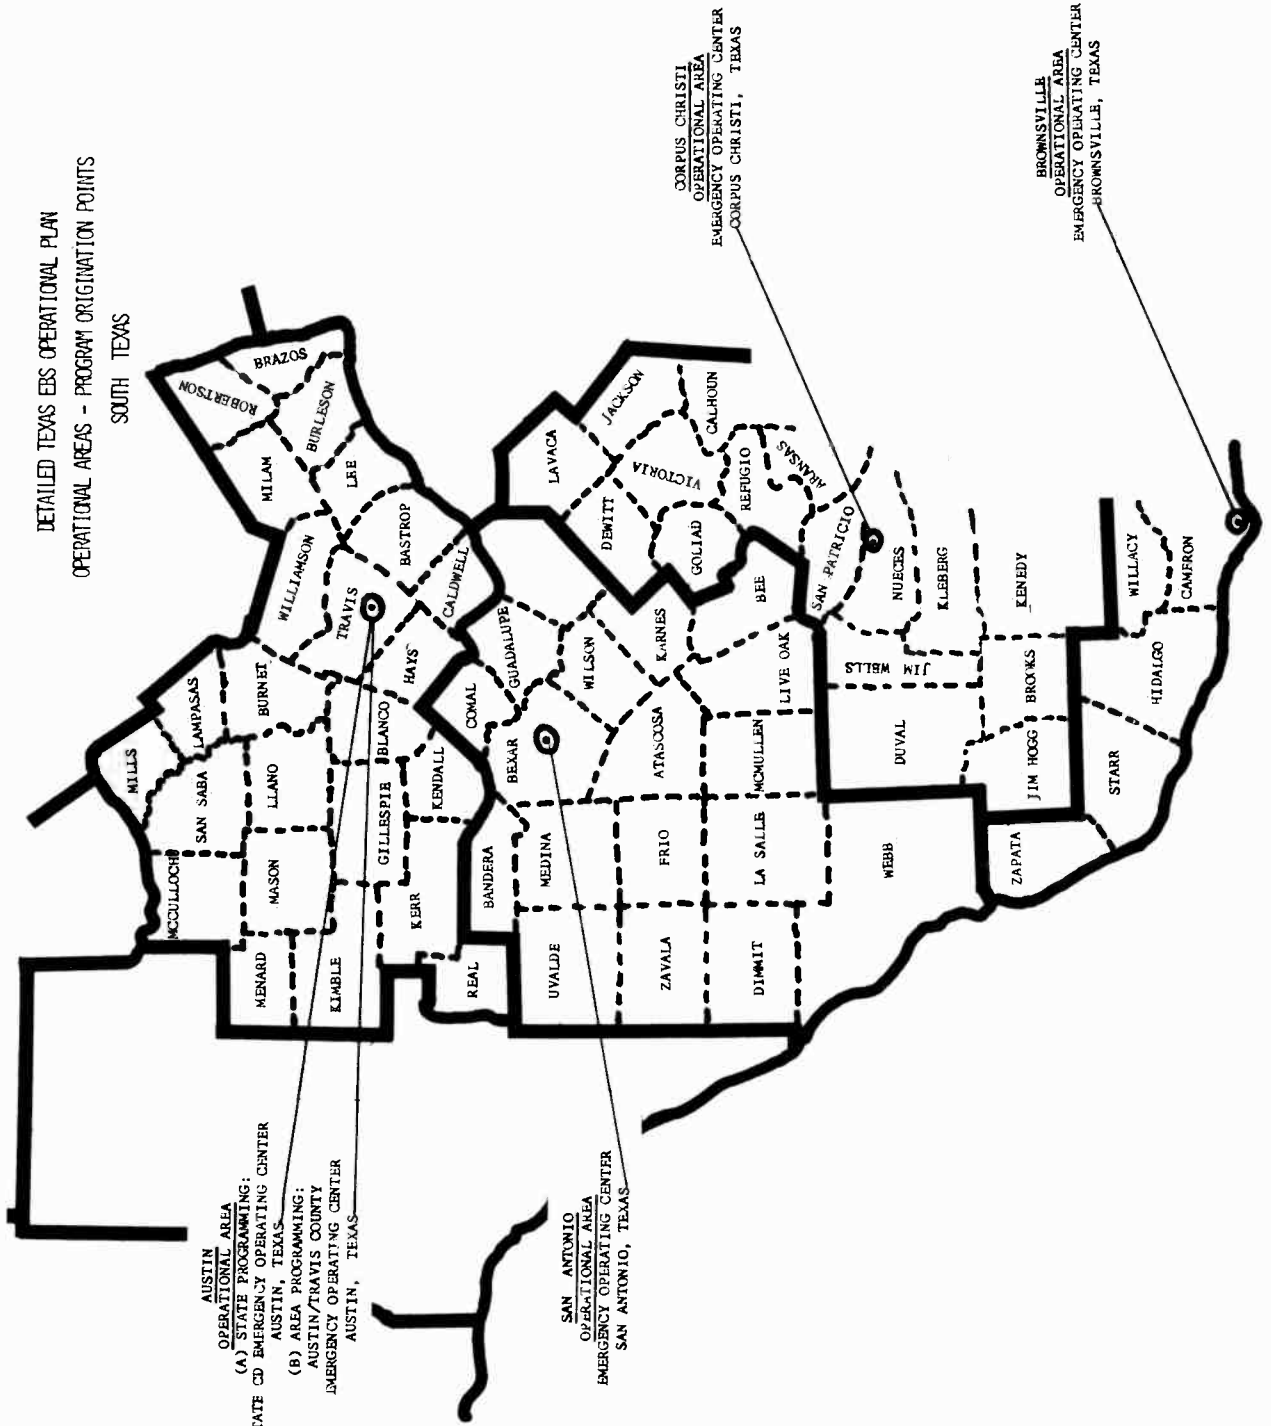 DETAILED TEXAS EBS OPERATIONAL PLAN
OPERATIONAL AREAS - PROGRAM ORIGINATION POINTS
SOUTH TEXAS
AUSTIN
OPERATIONAL AREA
(A) STATE PROGRAMMING:
TATE CD EMERGENCY OPERATING CENTER
AUSTIN, TEXAS
(B) AREA PROGRAMMING:
AUSTIN/TRAVIS COUNTY
EMERGENCY OPERATING CENTER
AUSTIN, TEXAS
SAN ANTONIO
OPERATIONAL AREA
EMERGENCY OPERATING CENTER
SAN ANTONIO, TEXAS
CORPUS CHRISTI
OPERATIONAL AREA
EMERGENCY OPERATING CENTER
CORPUS CHRISTI, TEXAS
BROWNSVILLE
OPERATIONAL AREA
EMERGENCY OPERATING CENTER
BROWNSVILLE, TEXAS
MILLS
LAMPASAS
SAN SABA
MCCULLOCH
BURNET
LLANO
MASON
MENARD
KIMBLE
WILLIAMSON
MILAM
ROBERTSON
BRAZOS
BURLESON
LEE
BASTROP
TRAVIS
HAYS
CALDWELL
BLANCO
GILLESPIE
KENDALL
KERR
REAL
BANDERA
COMAL
GUADALUPE
BEXAR
WILSON
MEDINA
UVALDE
KARNES
ATASCOSA
FRIO
ZAVALA
BEE
LIVE OAK
MCMULLEN
LA SALLE
DIMMIT
WEBB
LAVACA
JACKSON
DEWITT
VICTORIA
CALHOUN
GOLIAD
REFUGIO
ARANSAS
SAN PATRICIO
NUECES
JIM WELLS
DUVAL
KLEBERG
KENEDY
BROOKS
JIM HOGG
ZAPATA
STARR
HIDALGO
WILLACY
CAMERON